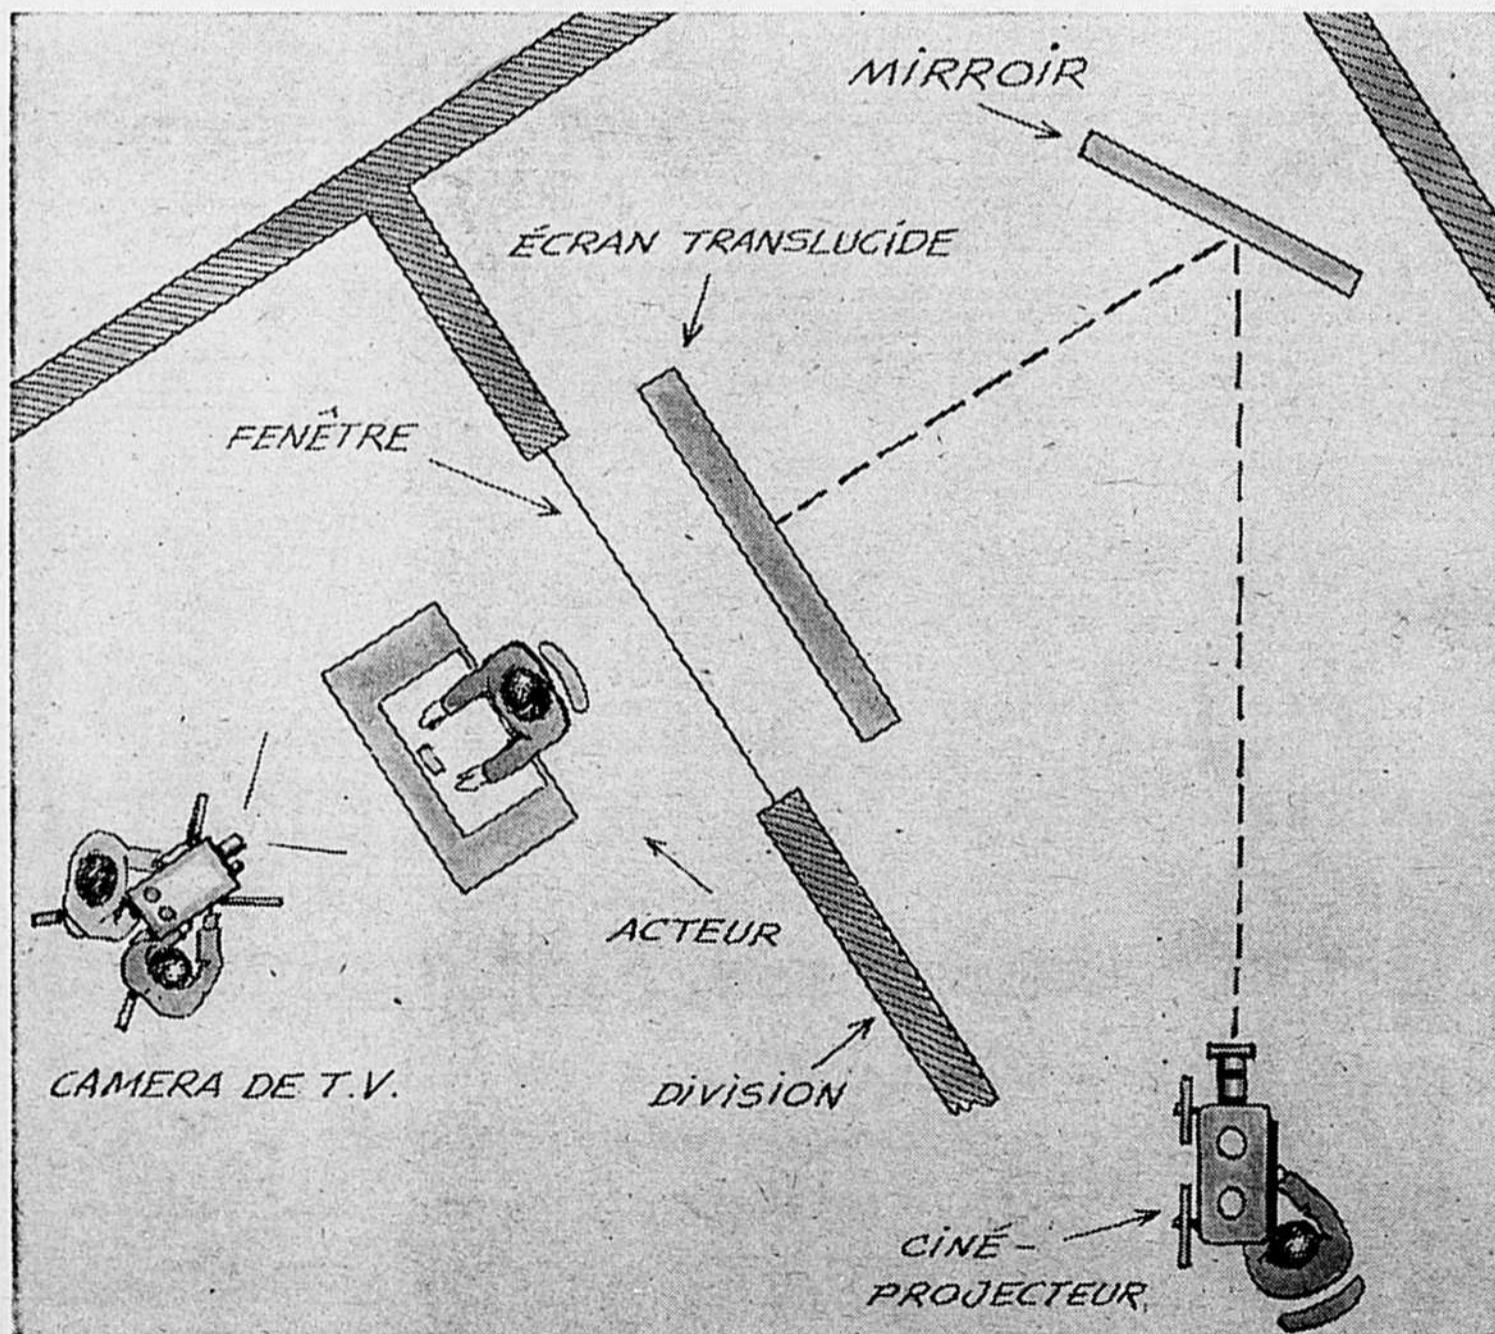 MIRROIR
ÉCRAN TRANSLUCIDE
FENÊTRE
ACTEUR
CAMERA DE T.V.
DIVISION
CINÉ-
PROJECTEUR